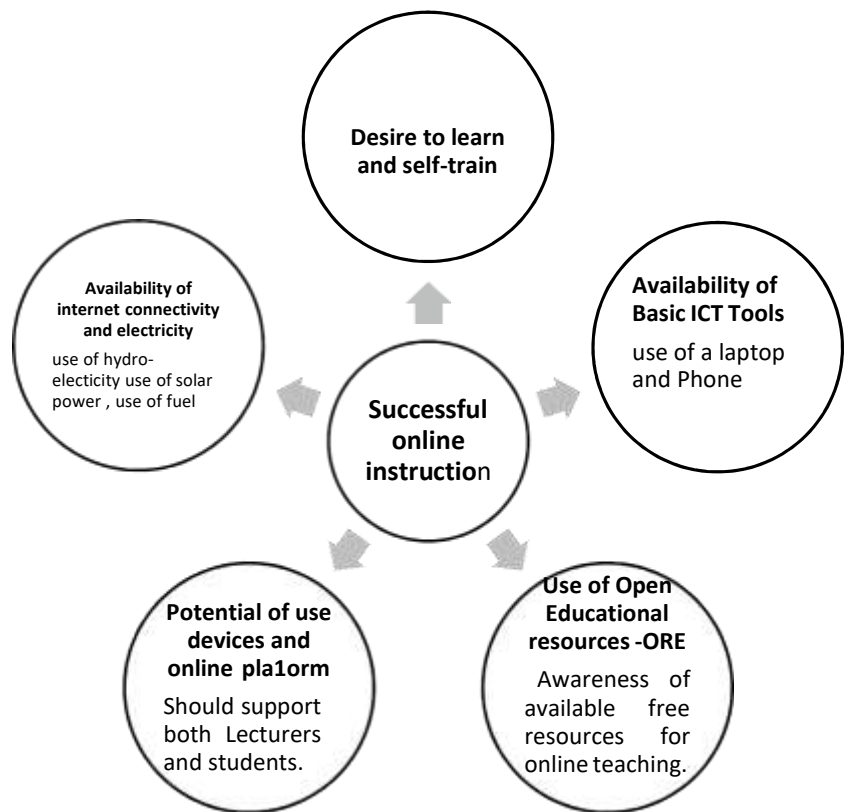 Desire to learn
and self-train
Availability of
internet connectivity
and electricity
use of hydro-
electicity use of solar
power , use of fuel
Availability of
Basic ICT Tools
use of a laptop
and Phone
Successful
online
instruction
Potential of use
devices and
online pla1orm
Should support
both Lecturers
and students.
Use of Open
Educational
resources -ORE
Awareness of
available free
resources for
online teaching.